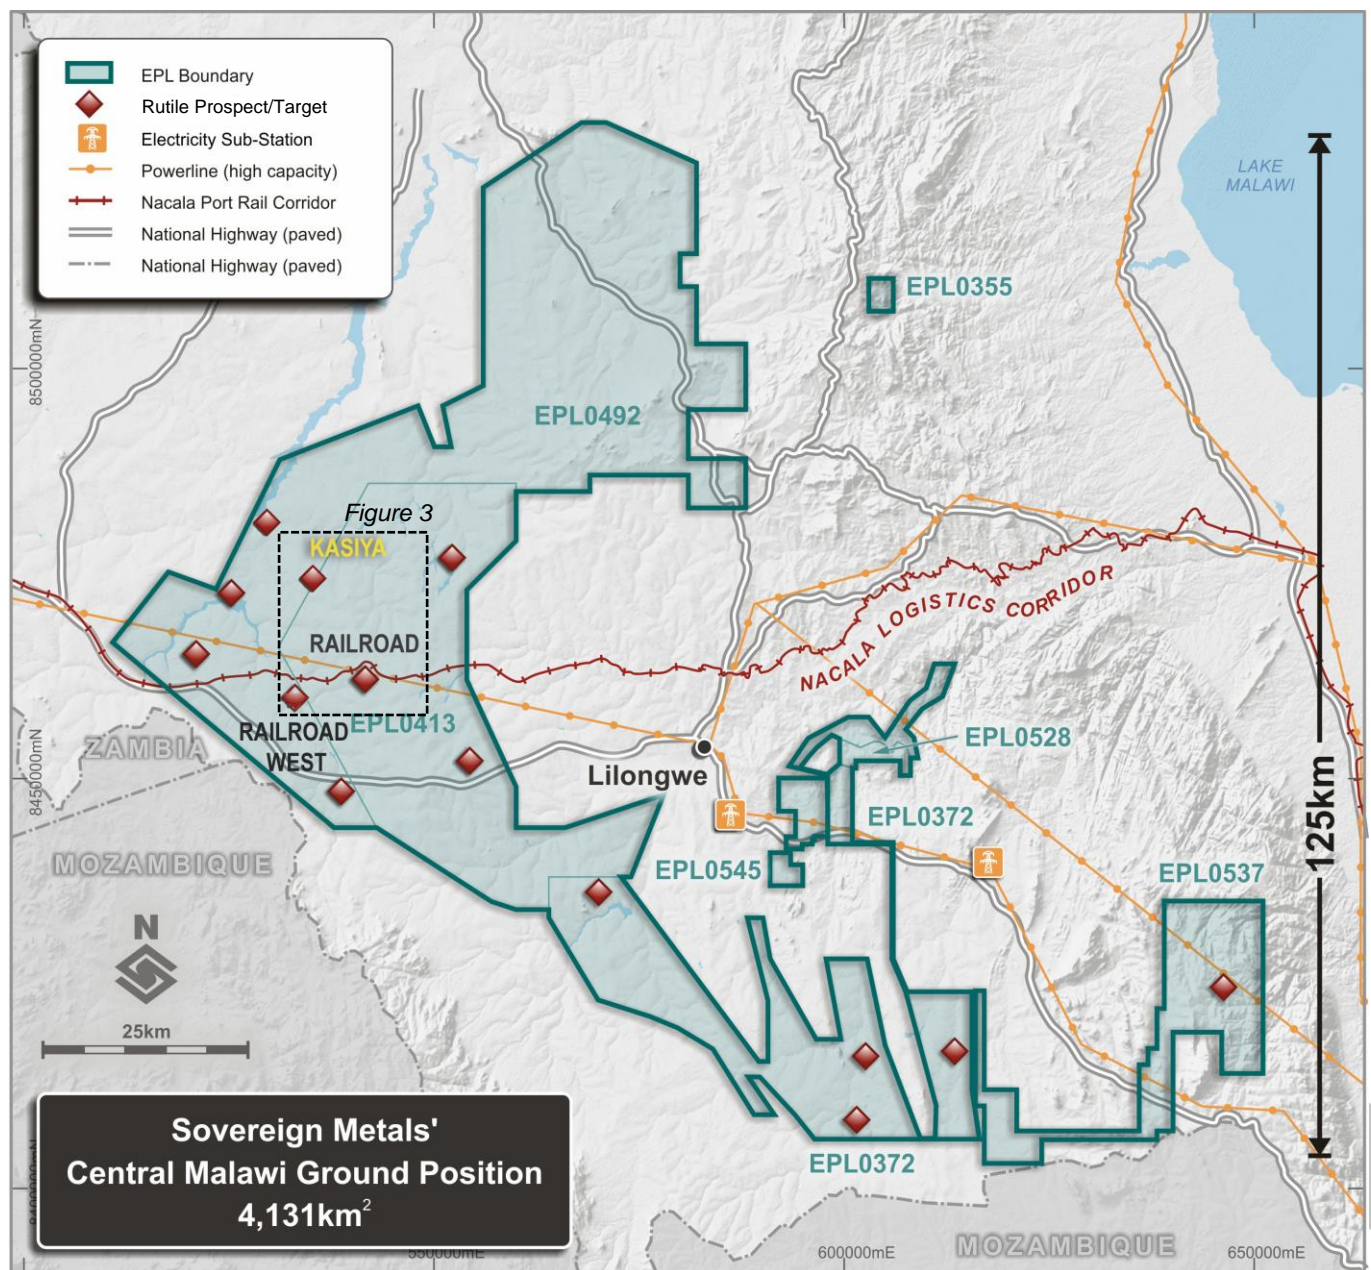 EPL Boundary
Rutile Prospect/Target
Electricity Sub-Station
Powerline (high capacity)
Nacala Port Rail Corridor
National Highway (paved)
National Highway (paved)
LAKE
MALAWI
EPL0355
8500000mN
EPL0492
Figure 3
KASIYA
RAILROAD
NACALA LOGISTICS CORRIDOR
EPL0413
RAILROAD
WEST
ZAMBIA
8450000mN
Lilongwe
EPL0528
EPL0372
125km
MOZAMBIQUE
EPL0545
EPL0537
N
25km
Sovereign Metals'
Central Malawi Ground Position
4,131km²
EPL0372
8400000mN
550000mE
600000mE
MOZAMBIQUE
650000mE